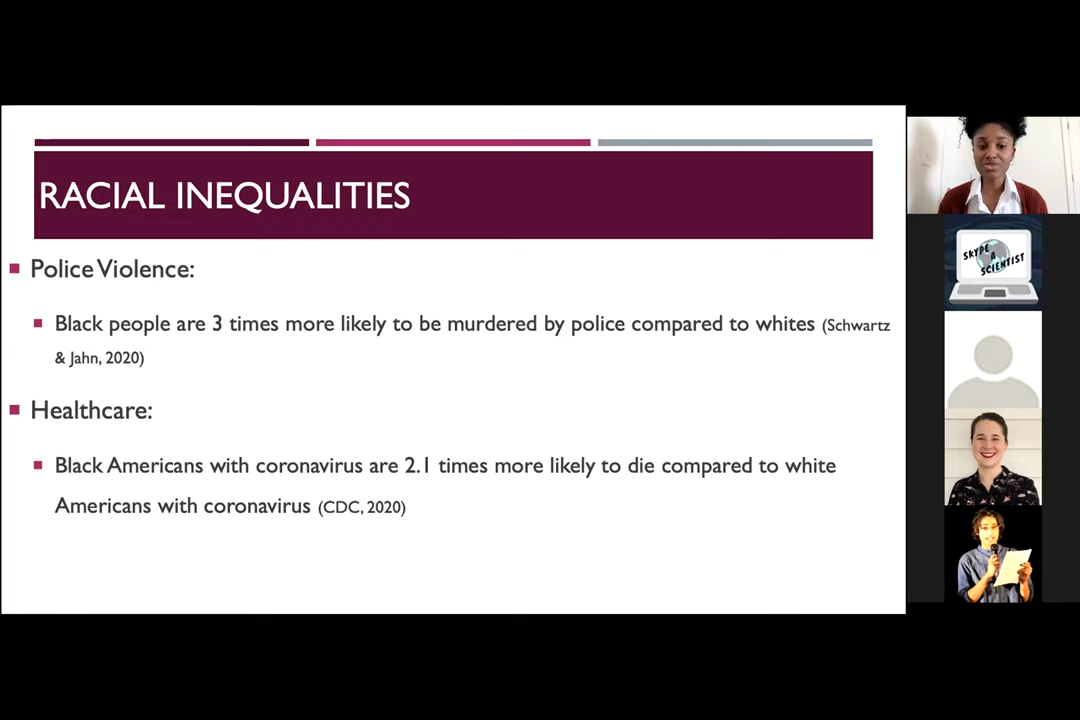 RACIAL INEQUALITIES
Police Violence:
Black people are 3 times more likely to be murdered by police compared to whites (Schwartz
& Jahn, 2020)
Healthcare:
Black Americans with coronavirus are 2.1 times more likely to die compared to white
Americans with coronavirus (CDC, 2020)
SKYPE
A
SCIENTIST